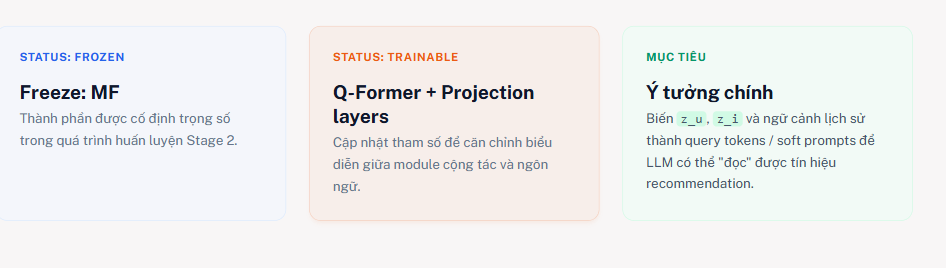 STATUS: FROZEN
Freeze: MF
Thành phần được cố định trọng số
trong quá trình huấn luyện Stage 2.
STATUS: TRAINABLE
Q-Former + Projection
layers
Cập nhật tham số để căn chỉnh biểu
diễn giữa module cộng tác và ngôn
ngữ.
MỤC TIÊU
Ý tưởng chính
Biến z_u, z_i và ngữ cảnh lịch sử
thành query tokens / soft prompts để
LLM có thể "đọc" được tín hiệu
recommendation.